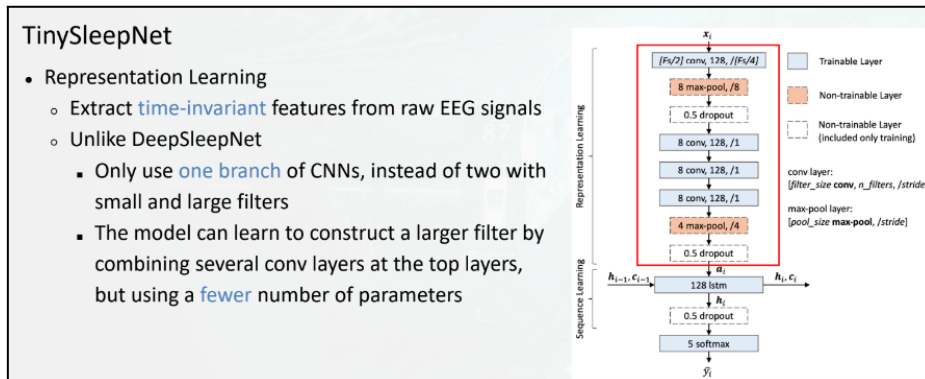 TinySleepNet
• Representation Learning
○ Extract time-invariant features from raw EEG signals
○ Unlike DeepSleepNet
▪ Only use one branch of CNNs, instead of two with
small and large filters
▪ The model can learn to construct a larger filter by
combining several conv layers at the top layers,
but using a fewer number of parameters
Representation Learning
Sequence Learning
x_i
[Fs/2] conv, 128, /[Fs/4]
8 max-pool, /8
0.5 dropout
8 conv, 128, /1
8 conv, 128, /1
8 conv, 128, /1
4 max-pool, /4
0.5 dropout
a_i
h_{i-1}, c_{i-1}
128 lstm
h_i, c_i
h_i
0.5 dropout
5 softmax
ŷ_i
Trainable Layer
Non-trainable Layer
Non-trainable Layer
(included only training)
conv layer:
[filter_size conv, n_filters, /stride]
max-pool layer:
[pool_size max-pool, /stride]